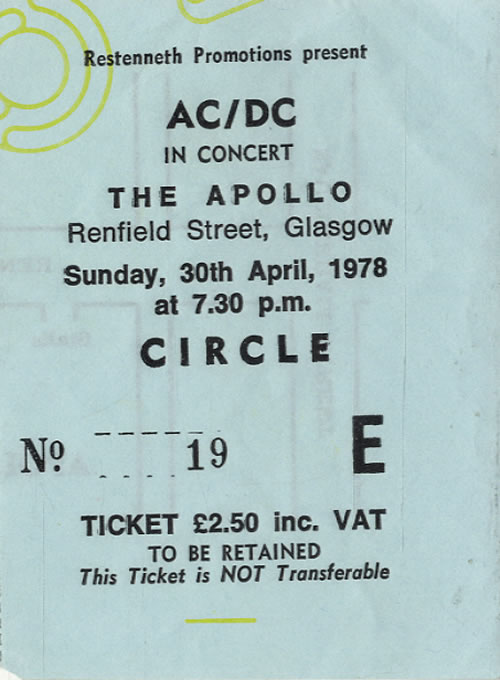 Restenneth Promotions present
AC/DC
IN CONCERT
THE APOLLO
Renfield Street, Glasgow
Sunday, 30th April, 1978
at 7.30 p.m.
CIRCLE
Nº 19 E
TICKET £2.50 inc. VAT
TO BE RETAINED
This Ticket is NOT Transferable